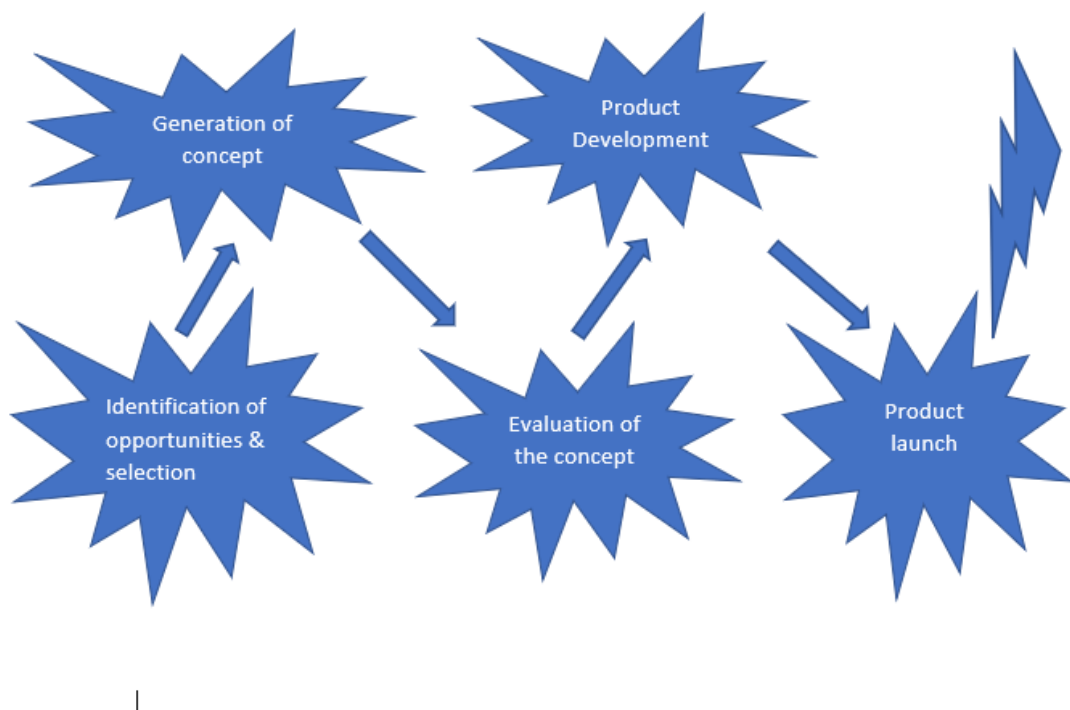 Generation of
concept
Product
Development
Identification of
opportunities &
selection
Evaluation of
the concept
Product
launch